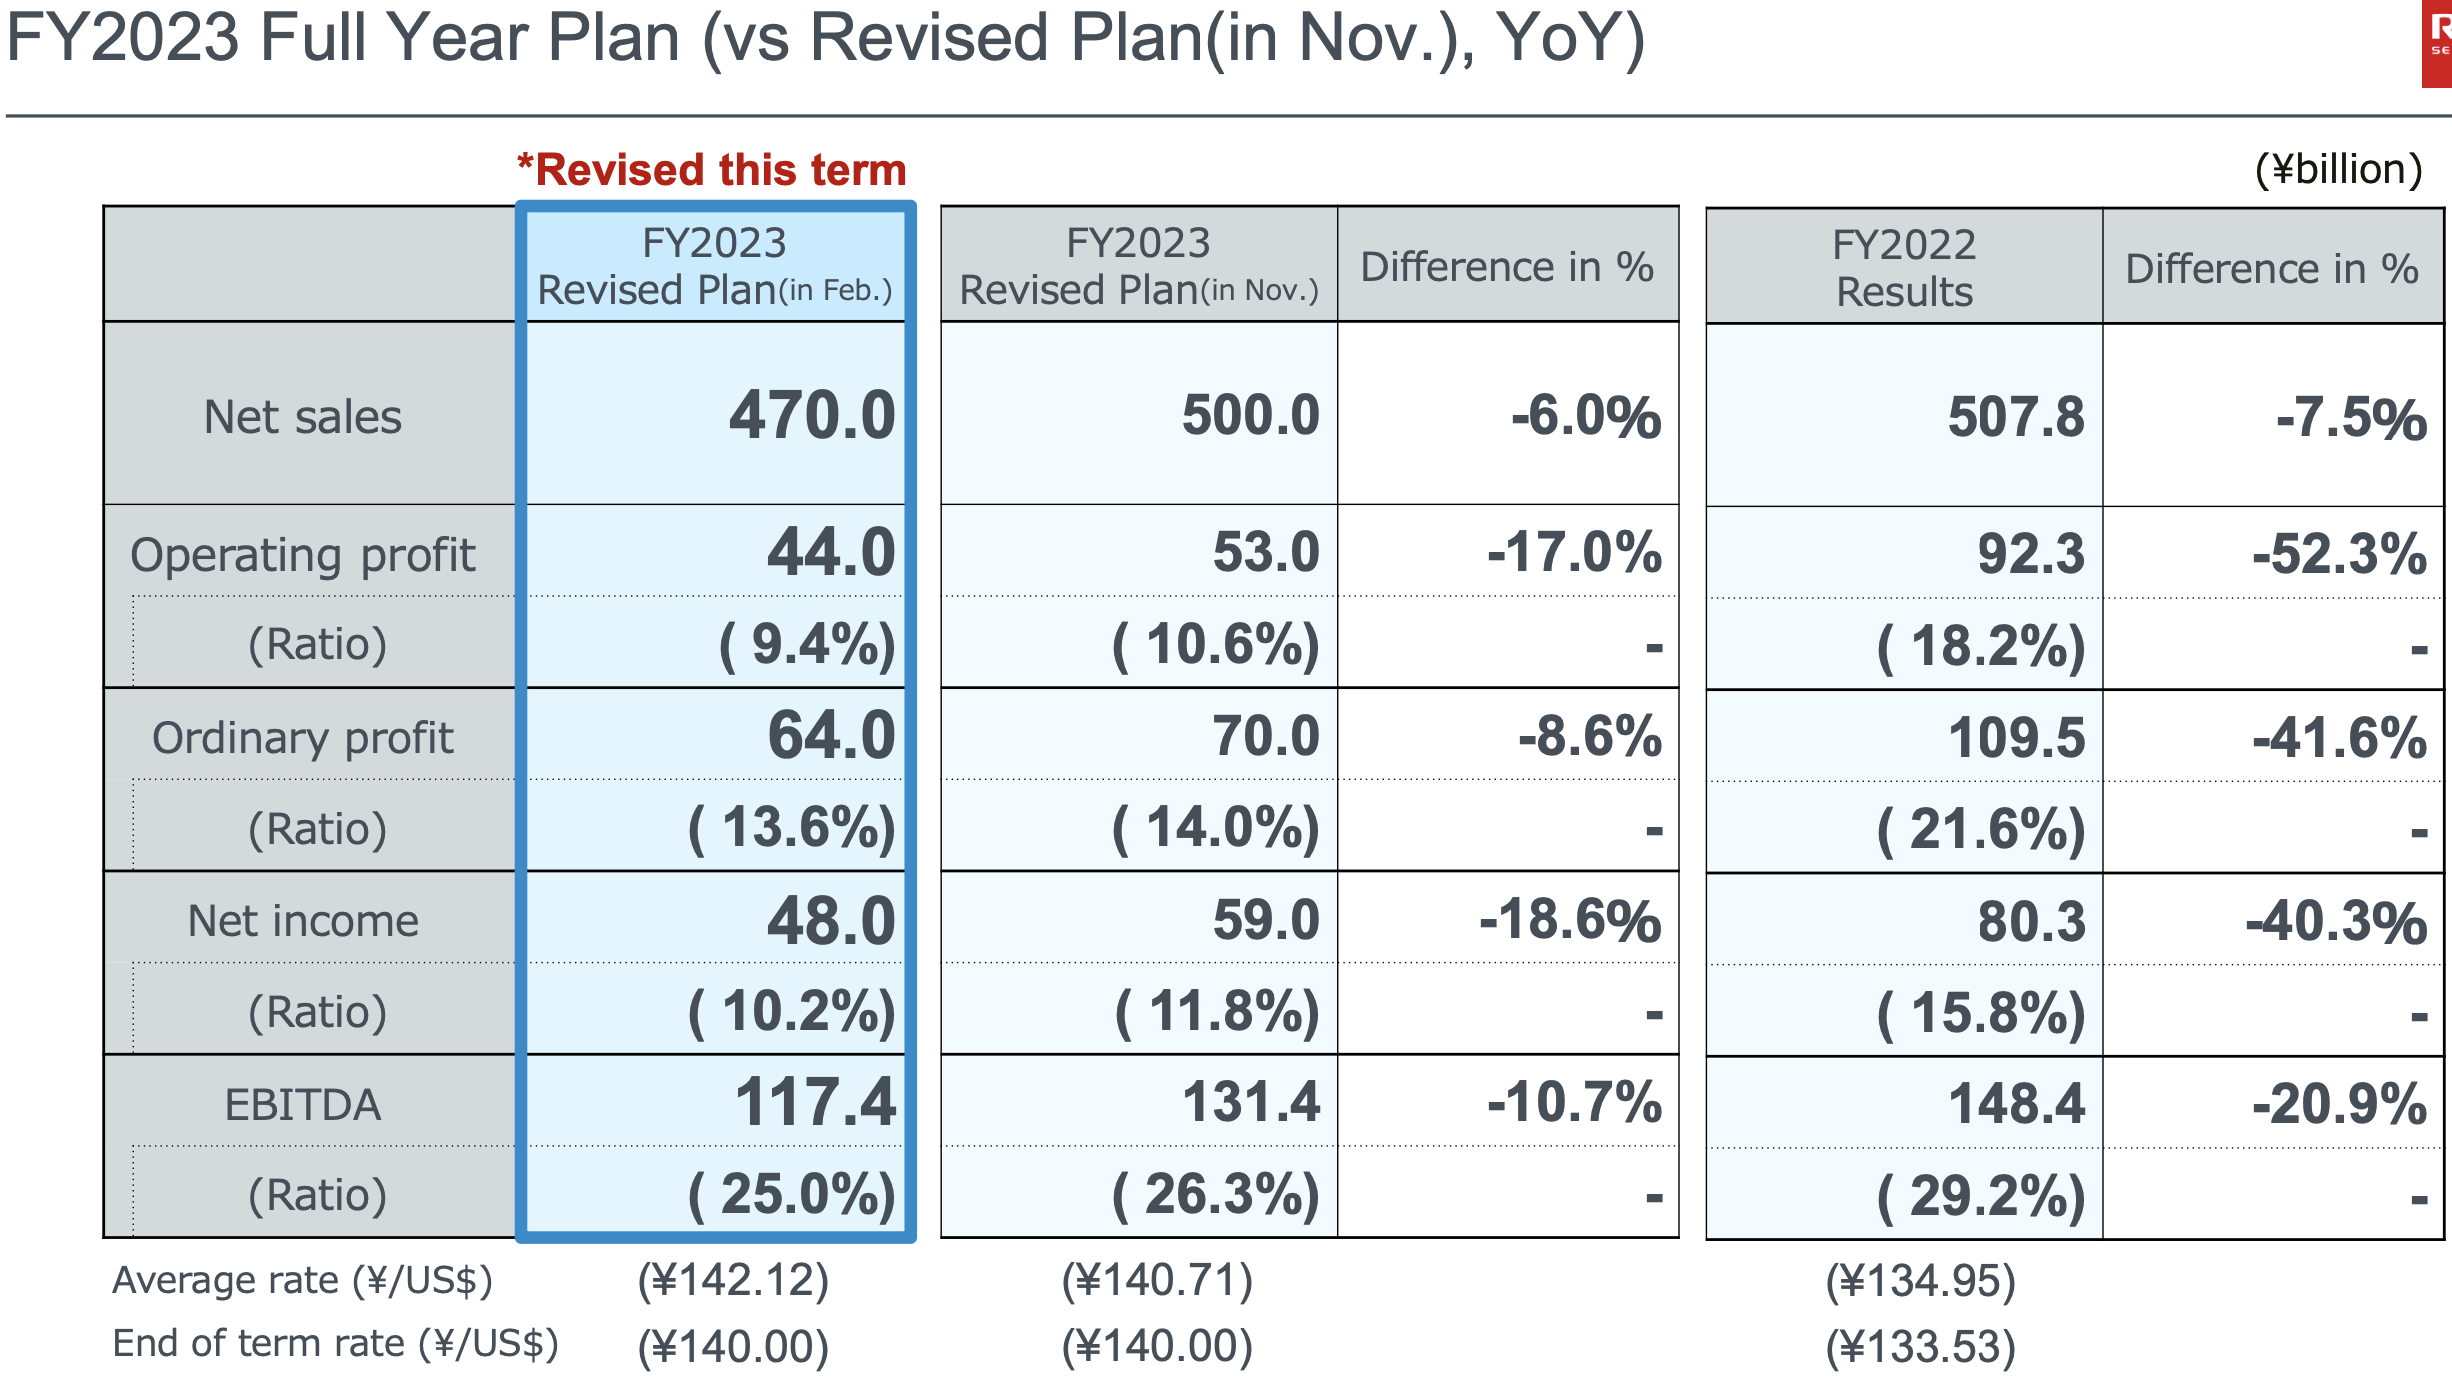 FY2023 Full Year Plan (vs Revised Plan(in Nov.), YoY)
*Revised this term
(¥billion)
FY2023 Revised Plan(in Feb.) FY2023 Revised Plan(in Nov.) Difference in % FY2022 Results Difference in %
Net sales 470.0 500.0 -6.0% 507.8 -7.5%
Operating profit 44.0 53.0 -17.0% 92.3 -52.3%
(Ratio) ( 9.4%) ( 10.6%) - ( 18.2%) -
Ordinary profit 64.0 70.0 -8.6% 109.5 -41.6%
(Ratio) ( 13.6%) ( 14.0%) - ( 21.6%) -
Net income 48.0 59.0 -18.6% 80.3 -40.3%
(Ratio) ( 10.2%) ( 11.8%) - ( 15.8%) -
EBITDA 117.4 131.4 -10.7% 148.4 -20.9%
(Ratio) ( 25.0%) ( 26.3%) - ( 29.2%) -
Average rate (¥/US$) (¥142.12) (¥140.71) (¥134.95)
End of term rate (¥/US$) (¥140.00) (¥140.00) (¥133.53)